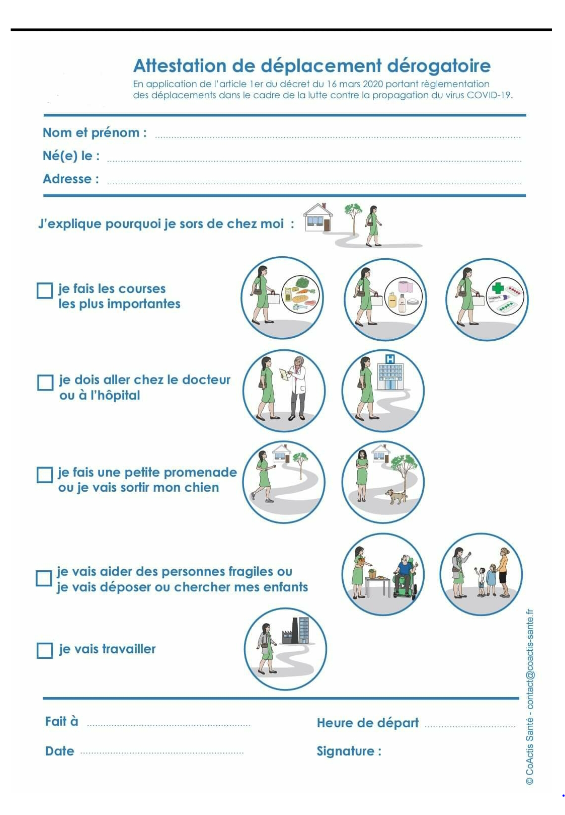 Attestation de déplacement dérogatoire
En application de l'article 1er du décret du 16 mars 2020 portant règlementation
des déplacements dans le cadre de la lutte contre la propagation du virus COVID-19.
Nom et prénom :
Né(e) le :
Adresse :
J'explique pourquoi je sors de chez moi :
je fais les courses
les plus importantes
je dois aller chez le docteur
ou à l'hôpital
H
je fais une petite promenade
ou je vais sortir mon chien
je vais aider des personnes fragiles ou
je vais déposer ou chercher mes enfants
je vais travailler
Fait à
Heure de départ
Date
Signature :
© CoActis Santé - contact@coactis-sante.fr